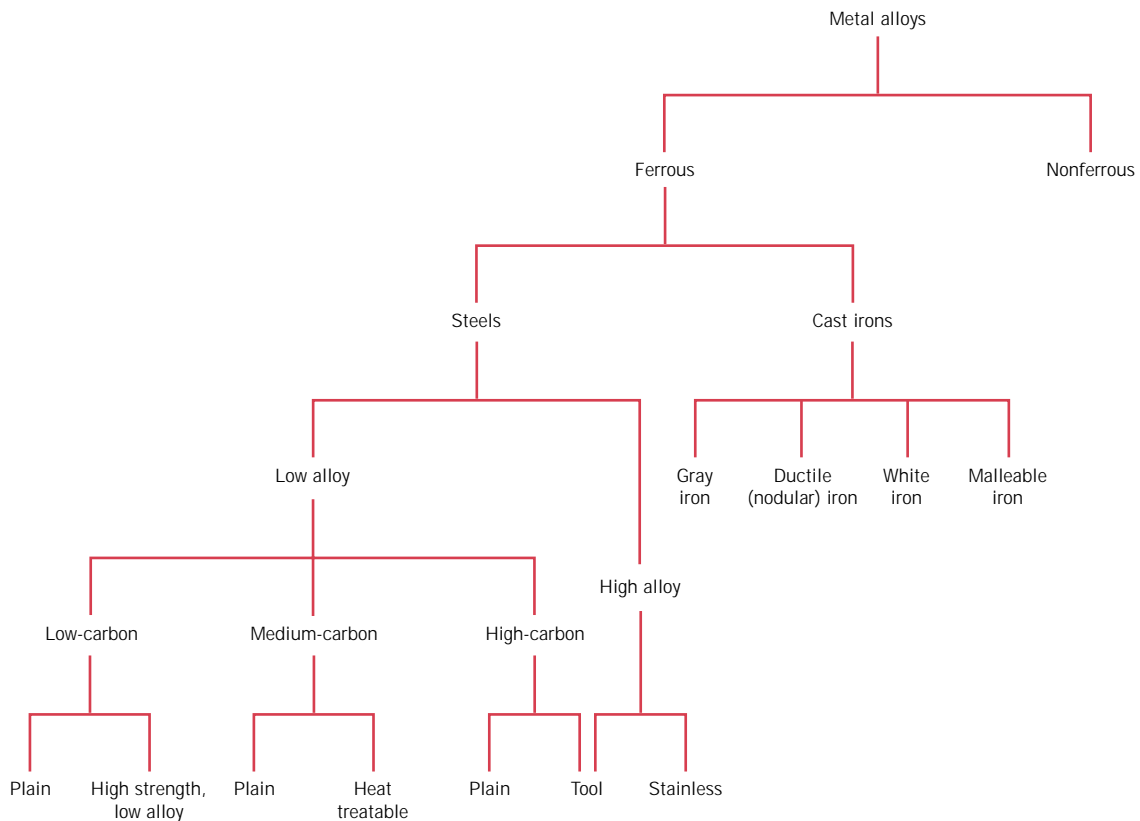 Metal alloys
Ferrous
Nonferrous
Steels
Cast irons
Low alloy
Gray
iron
Ductile
(nodular) iron
White
iron
Malleable
iron
High alloy
Low-carbon
Medium-carbon
High-carbon
Plain
High strength,
low alloy
Plain
Heat
treatable
Plain
Tool
Stainless